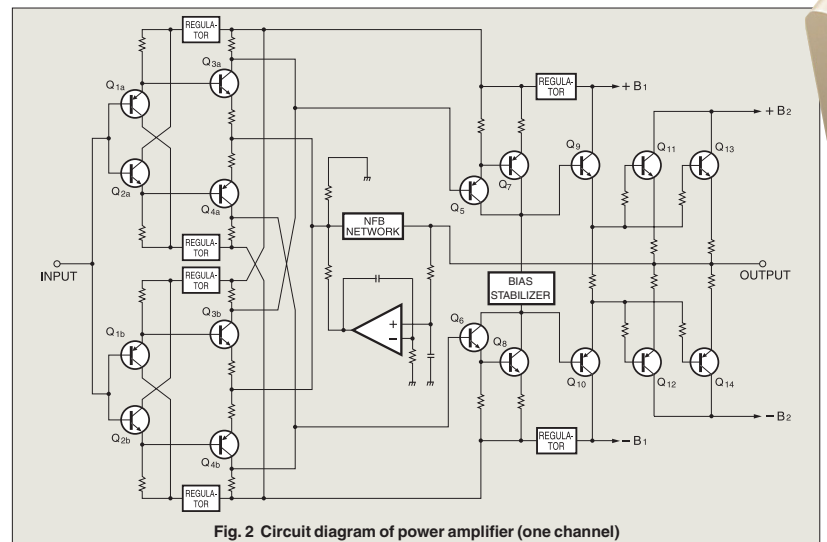 REGULA-
TOR
Q3a
Q1a
Q2a
Q4a
REGULA-
TOR
INPUT
REGULA-
TOR
Q1b
Q3b
Q2b
Q4b
REGULA-
TOR
NFB
NETWORK
+
−
REGULA-
TOR
+ B1
+ B2
Q9
Q11
Q13
Q7
Q5
BIAS
STABILIZER
OUTPUT
Q6
Q8
Q10
Q12
Q14
− B2
REGULA-
TOR
− B1
Fig. 2 Circuit diagram of power amplifier (one channel)